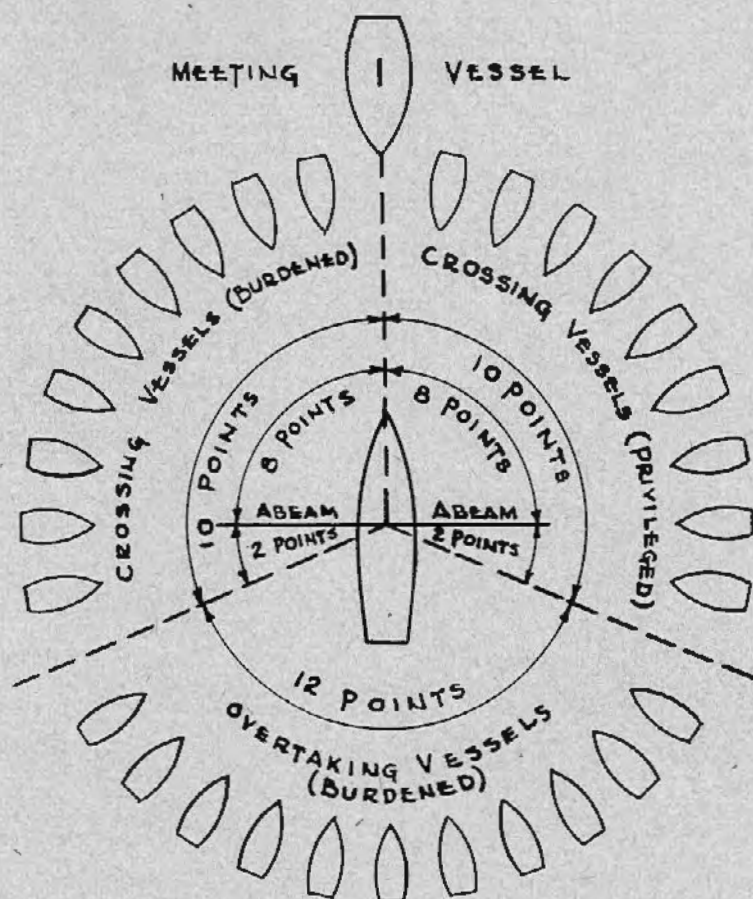 MEETING VESSEL
CROSSING VESSELS (BURDENED)
CROSSING VESSELS (PRIVILEGED)
10 POINTS
10 POINTS
8 POINTS
8 POINTS
ABEAM
ABEAM
2 POINTS
2 POINTS
12 POINTS
OVERTAKING VESSELS
(BURDENED)